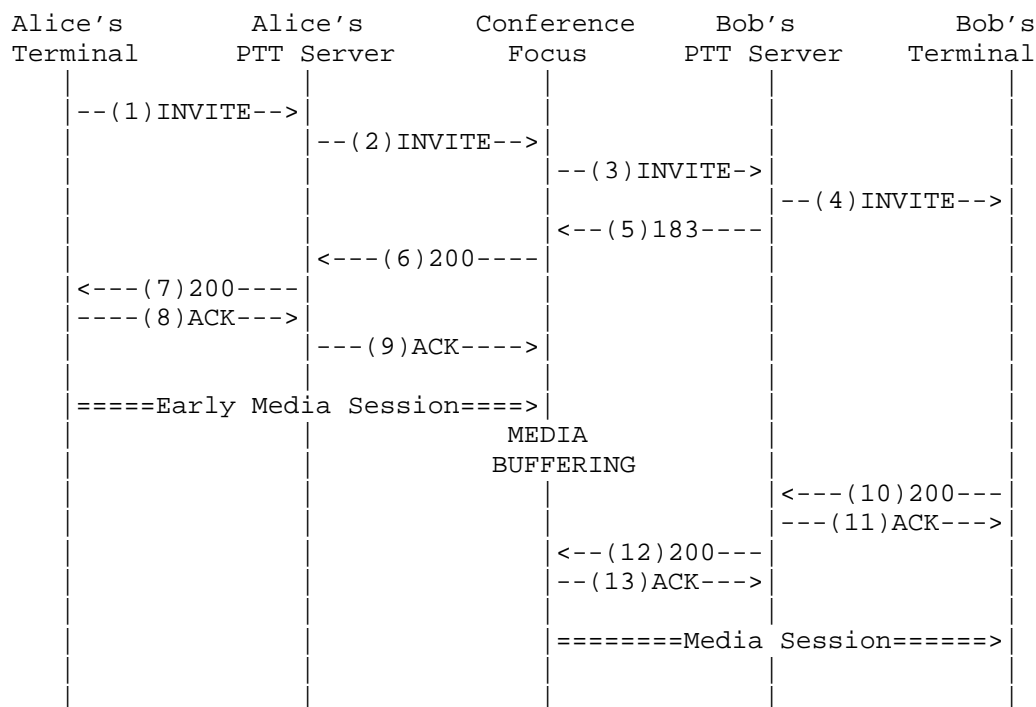 Alice's Alice's Conference Bob's Bob's
Terminal PTT Server Focus PTT Server Terminal
--(1)INVITE-->
--(2)INVITE-->
--(3)INVITE->
--(4)INVITE-->
<--(5)183----
<---(6)200----
<---(7)200----
----(8)ACK--->
---(9)ACK---->
=====Early Media Session====>
MEDIA
BUFFERING
<---(10)200---
---(11)ACK--->
<--(12)200---
--(13)ACK--->
========Media Session======>